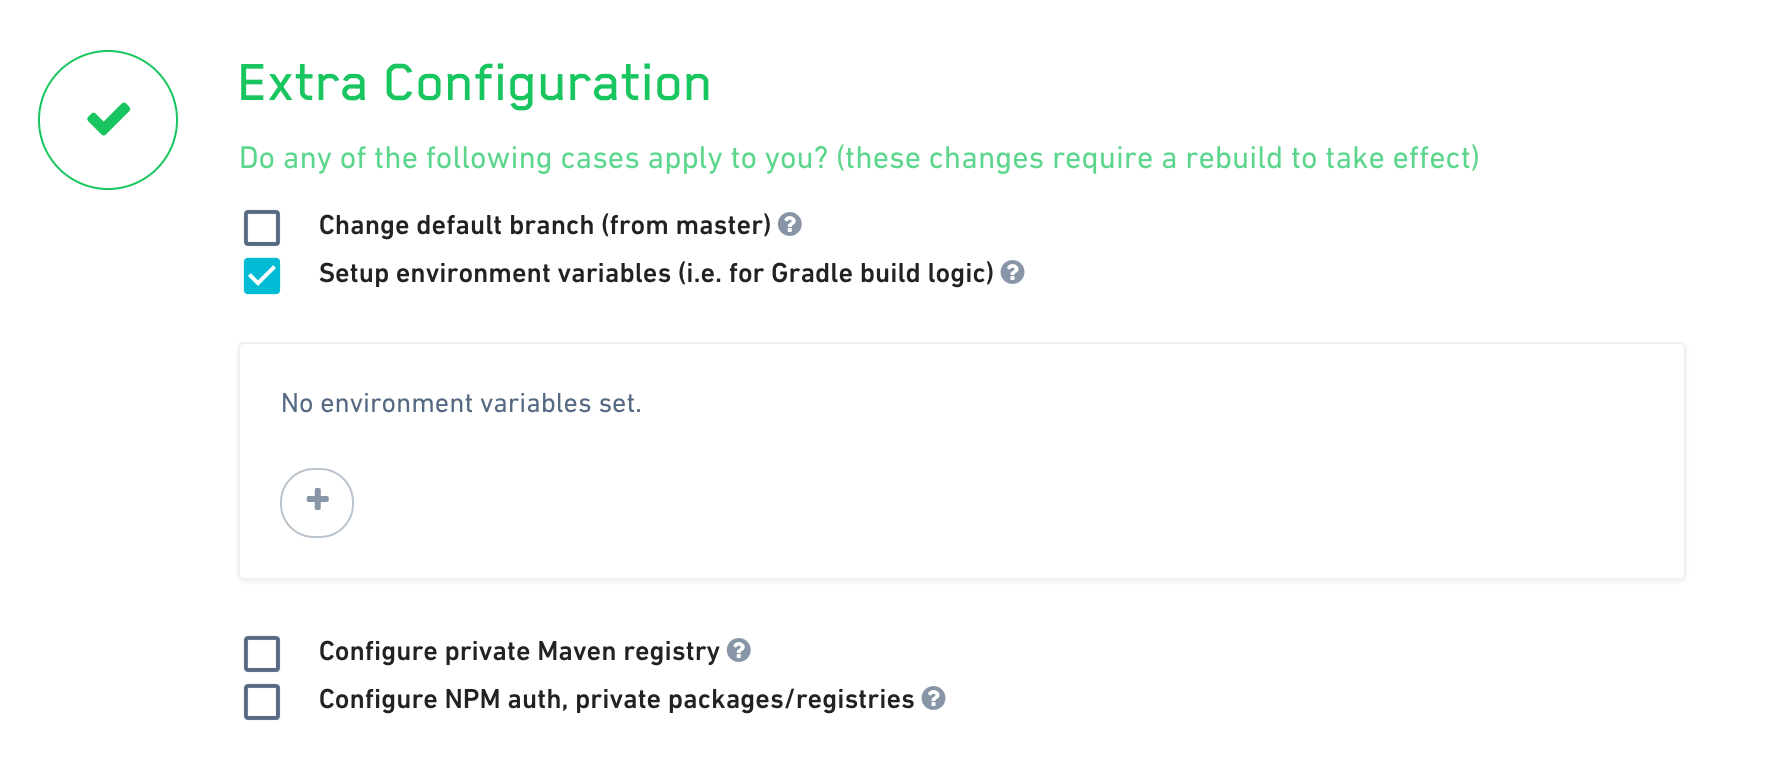 Extra Configuration
Do any of the following cases apply to you? (these changes require a rebuild to take effect)
Change default branch (from master) ?
Setup environment variables (i.e. for Gradle build logic) ?
No environment variables set.
+
Configure private Maven registry ?
Configure NPM auth, private packages/registries ?